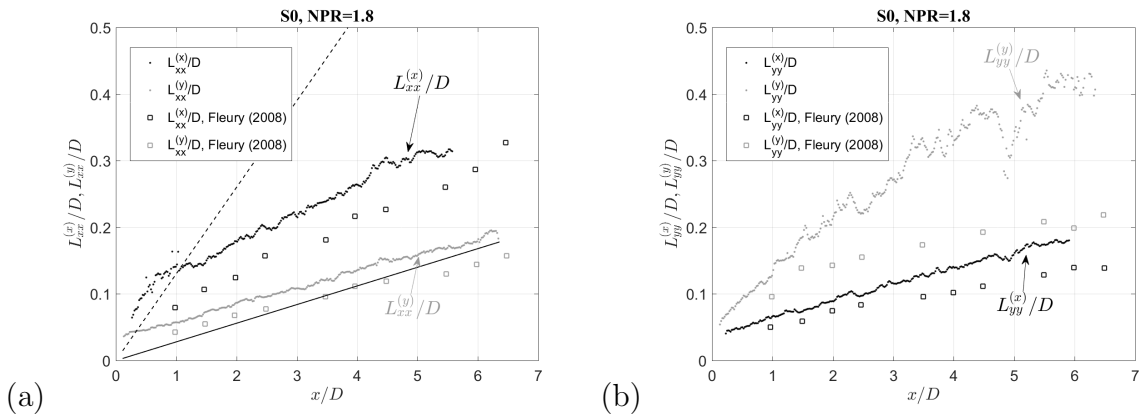 S0, NPR=1.8
L_xx^(x)/D
L_xx^(y)/D
L_xx^(x)/D, Fleury (2008)
L_xx^(y)/D, Fleury (2008)
L_xx^(x)/D
L_xx^(y)/D
L_xx^(x)/D, L_xx^(y)/D
0 0.1 0.2 0.3 0.4 0.5
0 1 2 3 4 5 6 7
x/D
(a)
S0, NPR=1.8
L_yy^(x)/D
L_yy^(y)/D
L_yy^(x)/D, Fleury (2008)
L_yy^(y)/D, Fleury (2008)
L_yy^(y)/D
L_yy^(x)/D
L_yy^(x)/D, L_yy^(y)/D
0 0.1 0.2 0.3 0.4 0.5
0 1 2 3 4 5 6 7
x/D
(b)